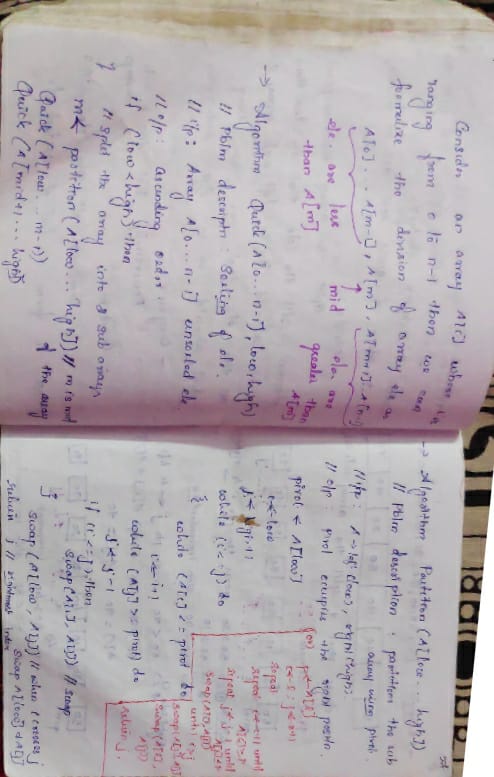 Consider an array A[i] where i is
ranging from 0 to n-1 then we can
formulize the division of array ele as
A[0] . . . A[m-1], A[m], A[m+1] . . A[n-1]
ele. are less
than A[m]
mid
ele. are
greater than
A[m]
→ Algorithm Quick (A[0...n-1], low, high)
// Pblm descriptn: Sorting of ele.
// i/p: Array A[0...n-1] unsorted ele.
// o/p: ascending order
if (low < high) then
// split the array into 2 sub arrays
m ← partition (A[low... high]) // m is mid
of the array
Quick (A[low... m-1])
Quick (A[mid+1... high])
→ Algorithm Partition (A[low... high])
// Pblm description: partitions the sub
array using pivot.
// i/p: A → left (low), right (high)
// o/p: Pivot occupies the right positn.
pivot ← A[low]
i ← low
j ← high+1
while (i <= j) do
{
while (A[i] <= pivot) do
i ← i+1
while (A[j] >= pivot) do
j ← j-1
if (i <= j) then
swap (A[i], A[j]) // swap
}
swap (A[low], A[j]) // when i crosses j
swap A[low] & A[j]
return j // rightmost index
(or)
repeat
repeat i ← i+1 until
repeat j ← j-1 until
swap (A[i], A[j])
until i ≥ j
swap (A[i], A[j])
swap (A[l],
A[j])
return j.